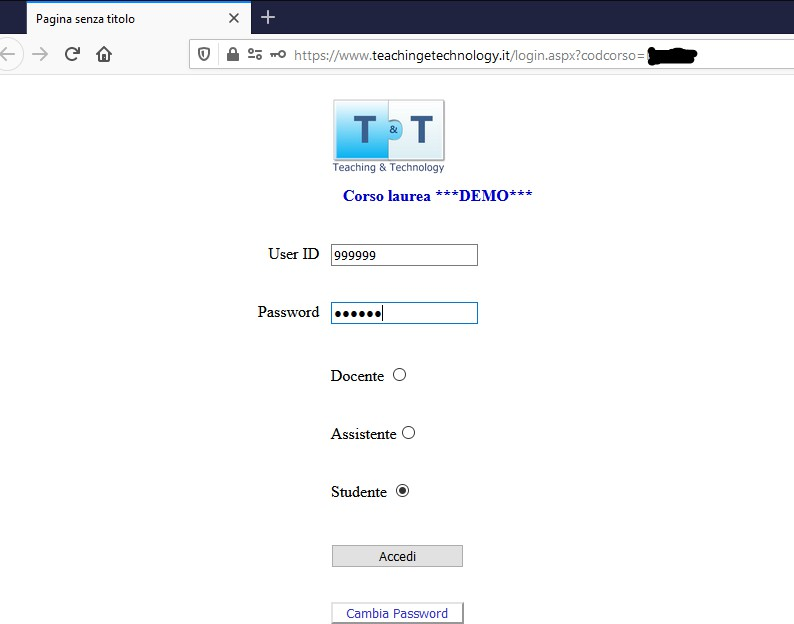 Pagina senza titolo
https://www.teachingetechnology.it/login.aspx?codcorso=
T & T
Teaching & Technology
Corso laurea ***DEMO***
User ID 999999
Password ••••••
Docente
Assistente
Studente
Accedi
Cambia Password